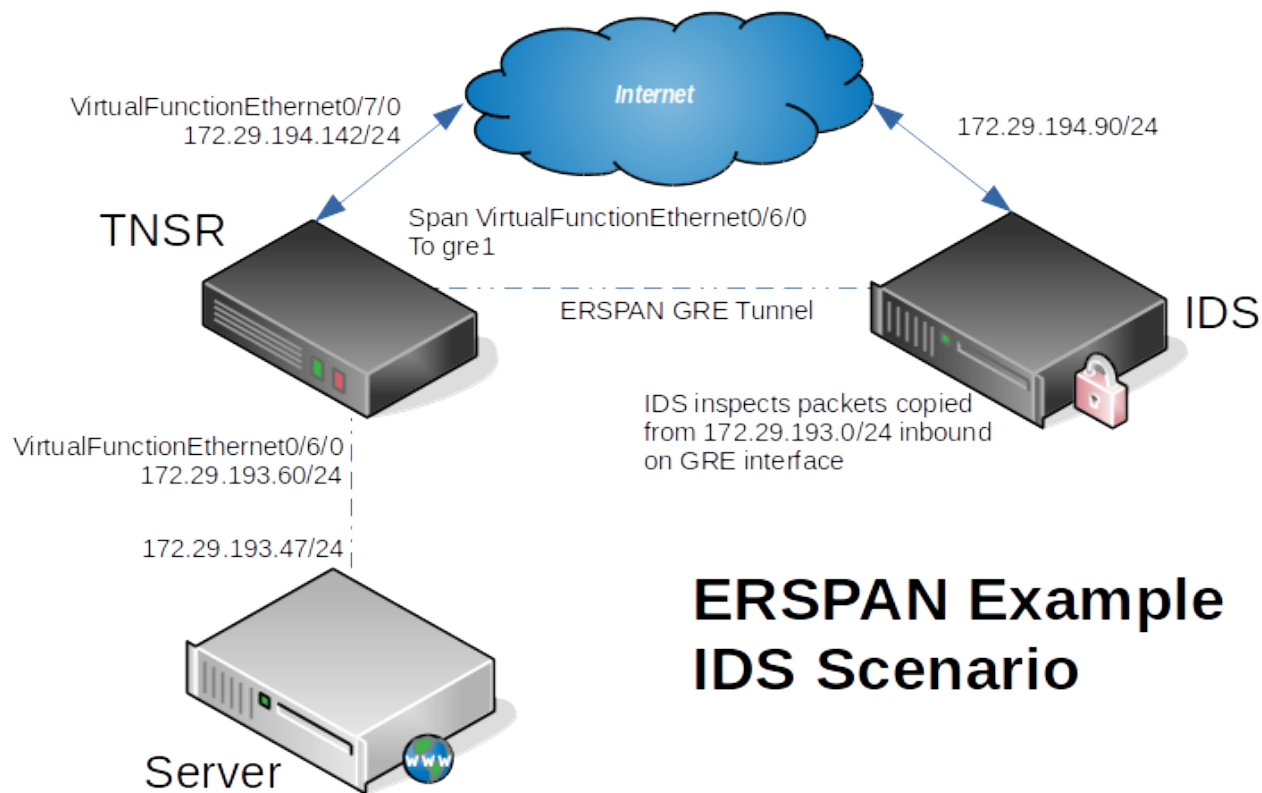 Internet
VirtualFunctionEthernet0/7/0
172.29.194.142/24
172.29.194.90/24
TNSR
Span VirtualFunctionEthernet0/6/0
To gre1
ERSPAN GRE Tunnel
IDS
IDS inspects packets copied
from 172.29.193.0/24 inbound
on GRE interface
VirtualFunctionEthernet0/6/0
172.29.193.60/24
172.29.193.47/24
ERSPAN Example
IDS Scenario
www
Server